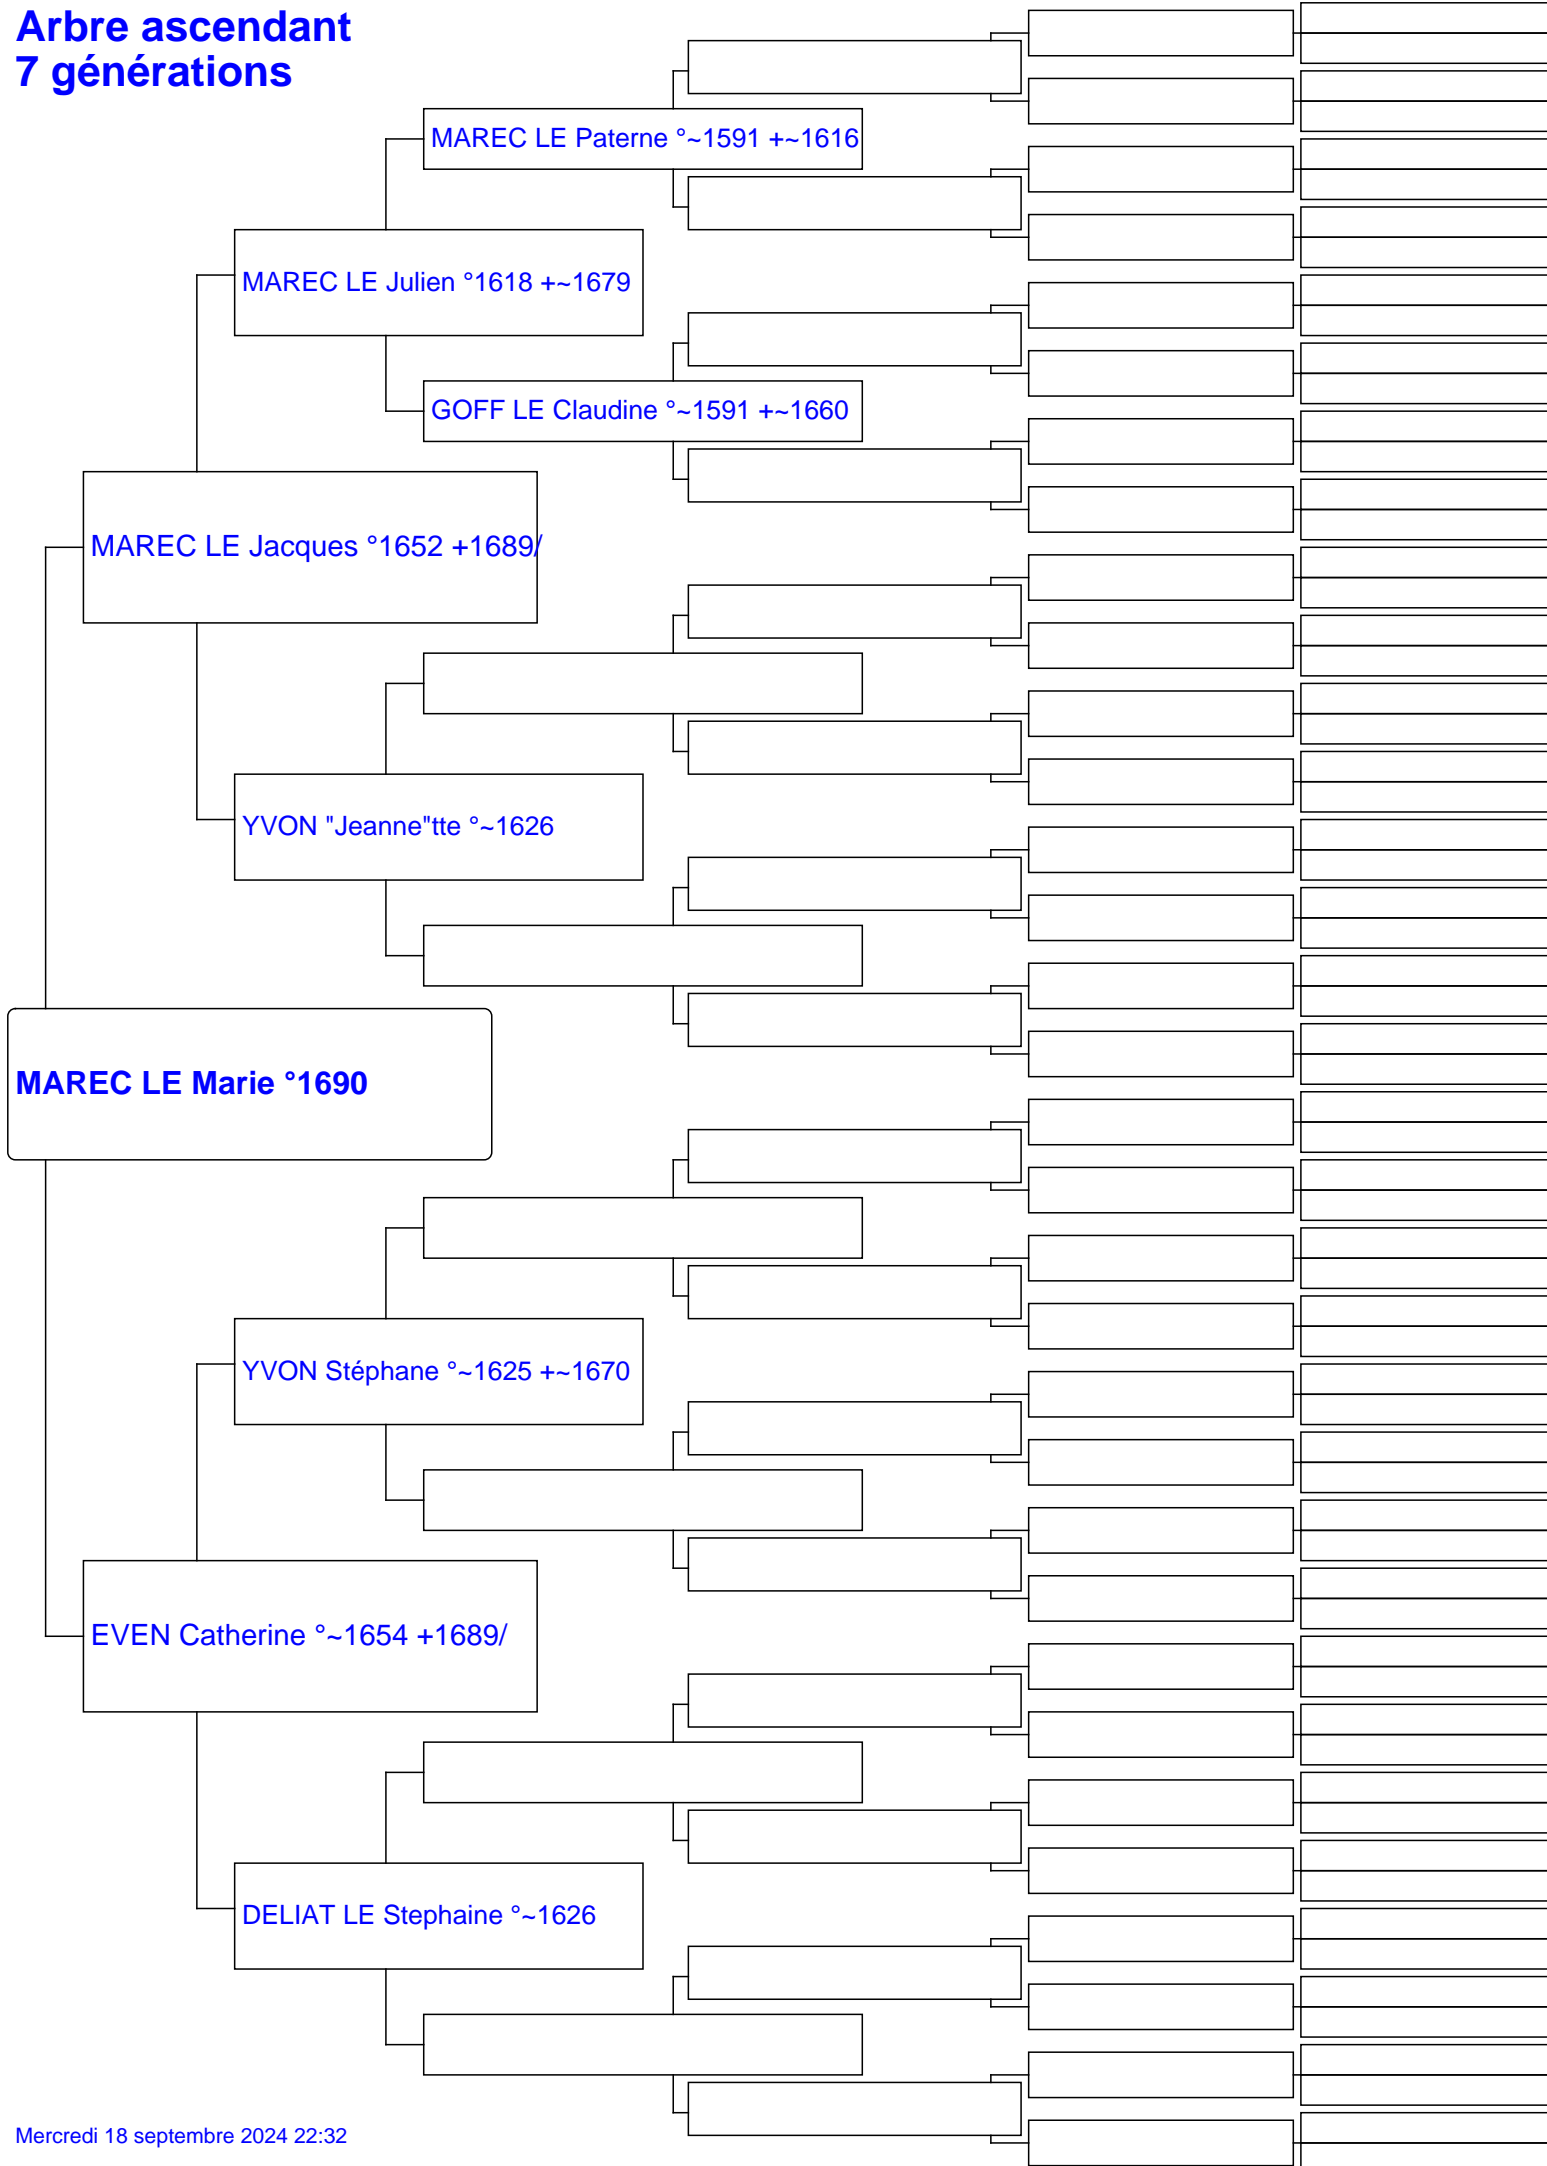 Arbre ascendant
7 générations
MAREC LE Paterne °~1591 +~1616
MAREC LE Julien °1618 +~1679
GOFF LE Claudine °~1591 +~1660
MAREC LE Jacques °1652 +1689/
YVON "Jeanne"tte °~1626
MAREC LE Marie °1690
YVON Stéphane °~1625 +~1670
EVEN Catherine °~1654 +1689/
DELIAT LE Stephaine °~1626
Mercredi 18 septembre 2024 22:32